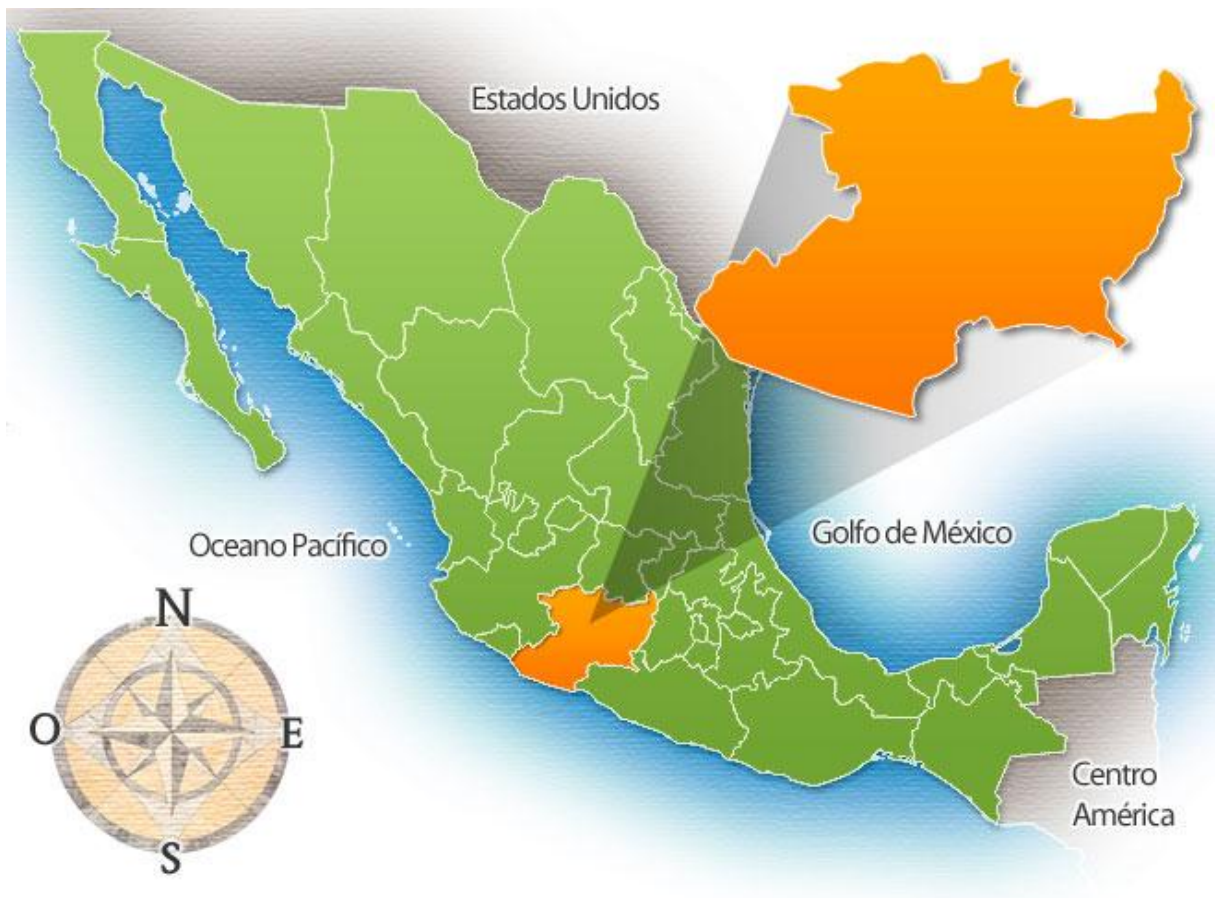 Estados Unidos
Oceano Pacífico
Golfo de México
N
O
E
S
Centro
América